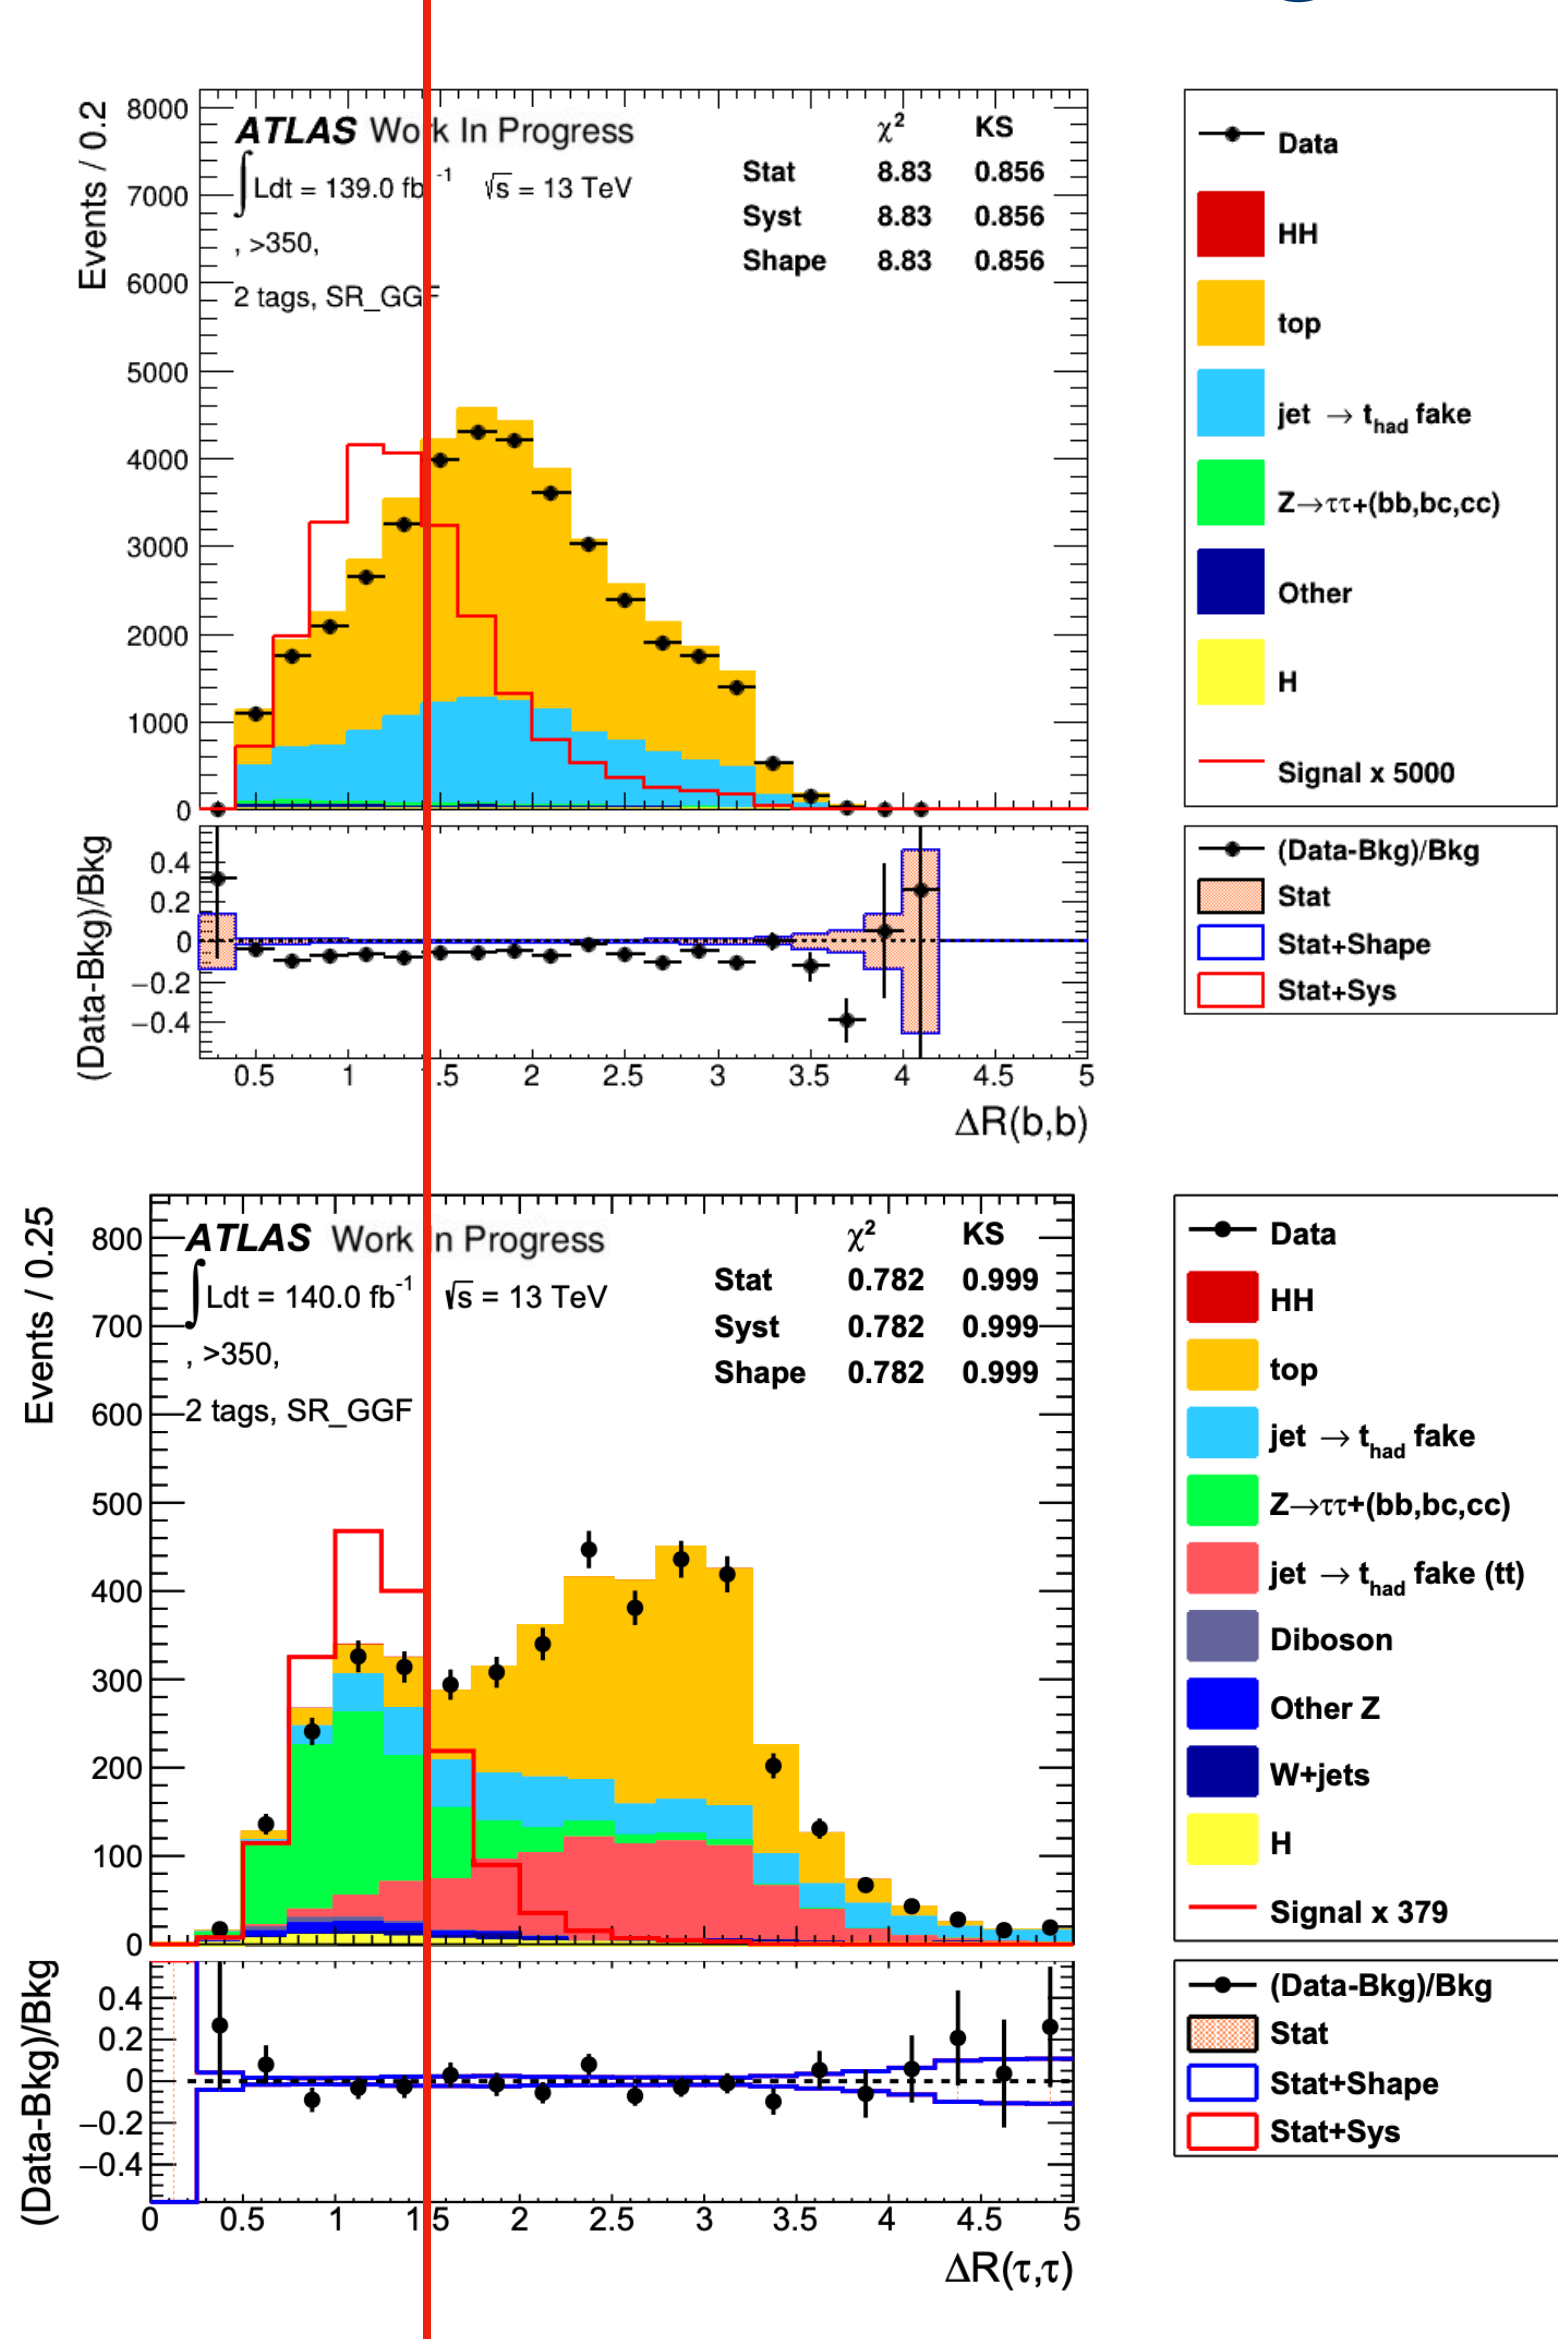 Events / 0.2
8000
7000
6000
5000
4000
3000
2000
1000
0
ATLAS Work In Progress
∫Ldt = 139.0 fb⁻¹ √s = 13 TeV
, >350,
2 tags, SR_GGF
χ² KS
Stat 8.83 0.856
Syst 8.83 0.856
Shape 8.83 0.856
Data
HH
top
jet → t_had fake
Z→ττ+(bb,bc,cc)
Other
H
Signal x 5000
(Data-Bkg)/Bkg
0.4
0.2
0
−0.2
−0.4
0.5 1 .5 2 2.5 3 3.5 4 4.5 5
ΔR(b,b)
(Data-Bkg)/Bkg
Stat
Stat+Shape
Stat+Sys
Events / 0.25
800
700
600
500
400
300
200
100
0
ATLAS Work In Progress
∫Ldt = 140.0 fb⁻¹ √s = 13 TeV
, >350,
2 tags, SR_GGF
χ² KS
Stat 0.782 0.999
Syst 0.782 0.999
Shape 0.782 0.999
Data
HH
top
jet → t_had fake
Z→ττ+(bb,bc,cc)
jet → t_had fake (tt)
Diboson
Other Z
W+jets
H
Signal x 379
(Data-Bkg)/Bkg
0.4
0.2
0
−0.2
−0.4
0 0.5 1 1.5 2 2.5 3 3.5 4 4.5 5
ΔR(τ,τ)
(Data-Bkg)/Bkg
Stat
Stat+Shape
Stat+Sys